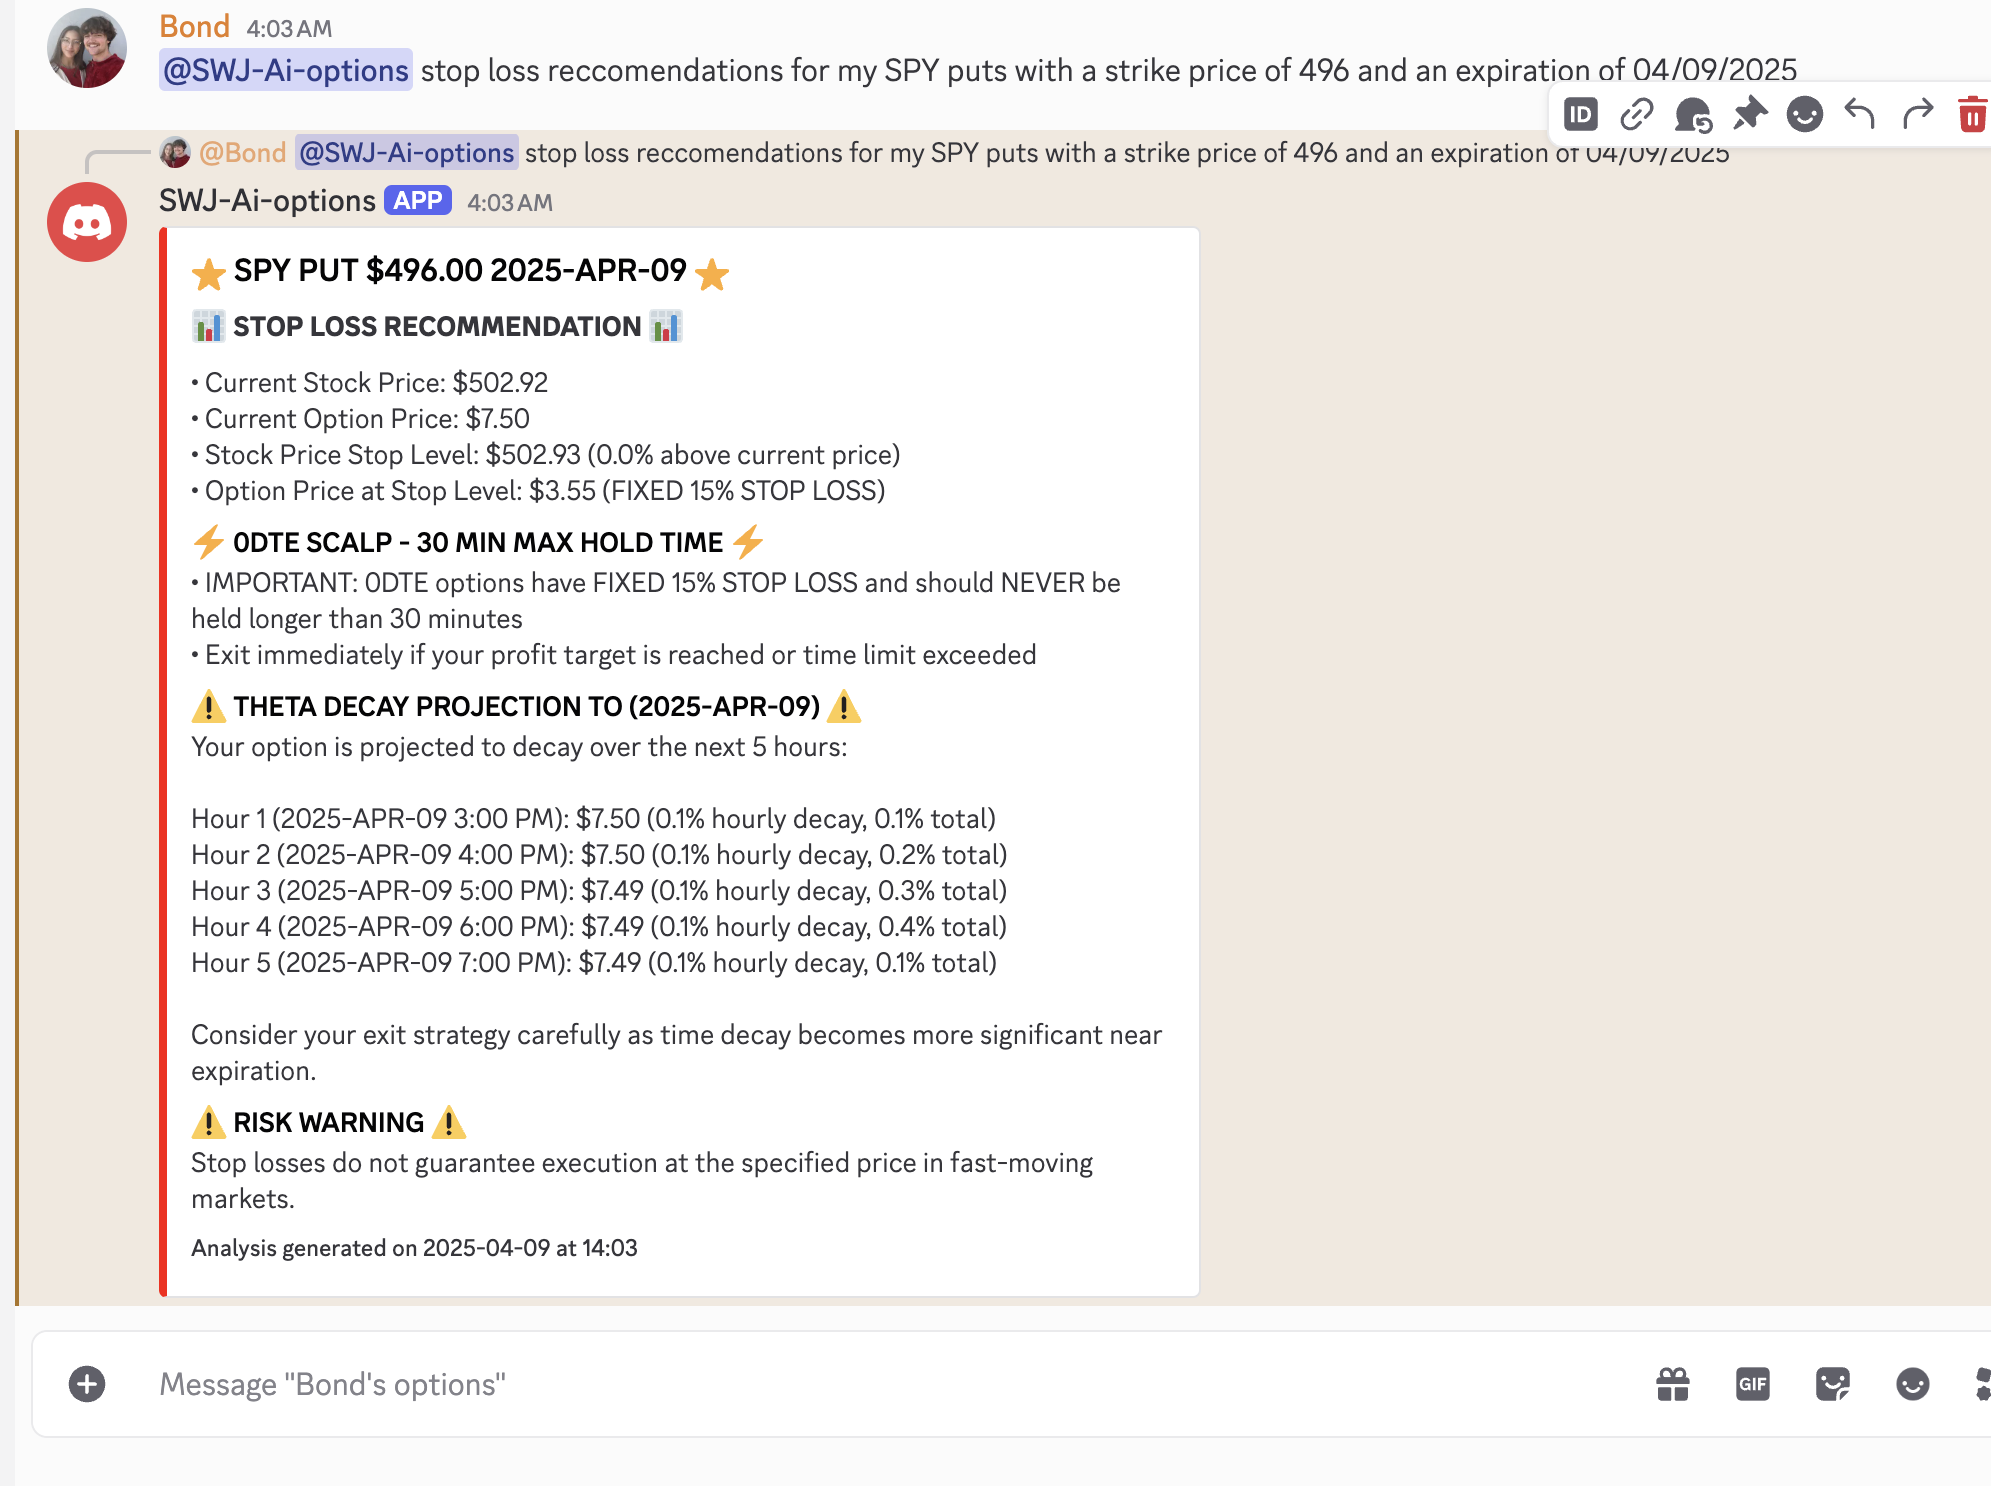 Bond 4:03 AM
@SWJ-Ai-options stop loss reccomendations for my SPY puts with a strike price of 496 and an expiration of 04/09/2025
ID
@Bond @SWJ-Ai-options stop loss reccomendations for my SPY puts with a strike price of 496 and an expiration of 04/09/2025
SWJ-Ai-options APP 4:03 AM
⭐ SPY PUT $496.00 2025-APR-09 ⭐
📊 STOP LOSS RECOMMENDATION 📊
• Current Stock Price: $502.92
• Current Option Price: $7.50
• Stock Price Stop Level: $502.93 (0.0% above current price)
• Option Price at Stop Level: $3.55 (FIXED 15% STOP LOSS)
⚡ 0DTE SCALP - 30 MIN MAX HOLD TIME ⚡
• IMPORTANT: 0DTE options have FIXED 15% STOP LOSS and should NEVER be
held longer than 30 minutes
• Exit immediately if your profit target is reached or time limit exceeded
⚠️ THETA DECAY PROJECTION TO (2025-APR-09) ⚠️
Your option is projected to decay over the next 5 hours:
Hour 1 (2025-APR-09 3:00 PM): $7.50 (0.1% hourly decay, 0.1% total)
Hour 2 (2025-APR-09 4:00 PM): $7.50 (0.1% hourly decay, 0.2% total)
Hour 3 (2025-APR-09 5:00 PM): $7.49 (0.1% hourly decay, 0.3% total)
Hour 4 (2025-APR-09 6:00 PM): $7.49 (0.1% hourly decay, 0.4% total)
Hour 5 (2025-APR-09 7:00 PM): $7.49 (0.1% hourly decay, 0.1% total)
Consider your exit strategy carefully as time decay becomes more significant near
expiration.
⚠️ RISK WARNING ⚠️
Stop losses do not guarantee execution at the specified price in fast-moving
markets.
Analysis generated on 2025-04-09 at 14:03
Message "Bond's options"
GIF